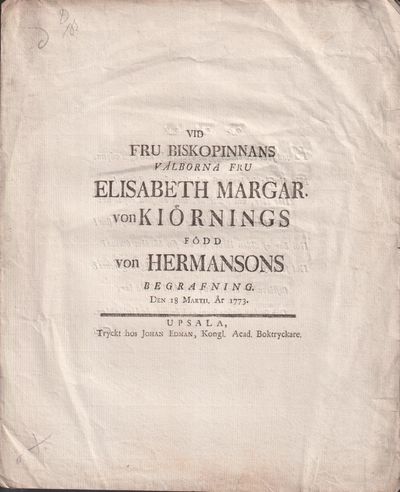 VID
FRU BISKOPINNANS
VÄLBORNA FRU
ELISABETH MARGAR.
von KIÖRNINGS
FÖDD
von HERMANSONS
BEGRAFNING.
DEN 18 MARTII. ÅR 1773.
UPSALA,
Tryckt hos JOHAN EDMAN, Kongl. Acad. Boktryckare.